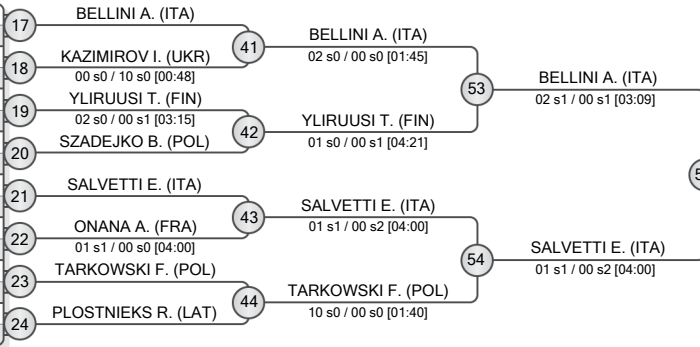 17
BELLINI A. (ITA)
18
KAZIMIROV I. (UKR)
00 s0 / 10 s0 [00:48]
41
BELLINI A. (ITA)
02 s0 / 00 s0 [01:45]
19
YLIRUUSI T. (FIN)
02 s0 / 00 s1 [03:15]
20
SZADEJKO B. (POL)
42
YLIRUUSI T. (FIN)
01 s0 / 00 s1 [04:21]
53
BELLINI A. (ITA)
02 s1 / 00 s1 [03:09]
21
SALVETTI E. (ITA)
22
ONANA A. (FRA)
01 s1 / 00 s0 [04:00]
43
SALVETTI E. (ITA)
01 s1 / 00 s2 [04:00]
23
TARKOWSKI F. (POL)
24
PLOSTNIEKS R. (LAT)
44
TARKOWSKI F. (POL)
10 s0 / 00 s0 [01:40]
54
SALVETTI E. (ITA)
01 s1 / 00 s2 [04:00]